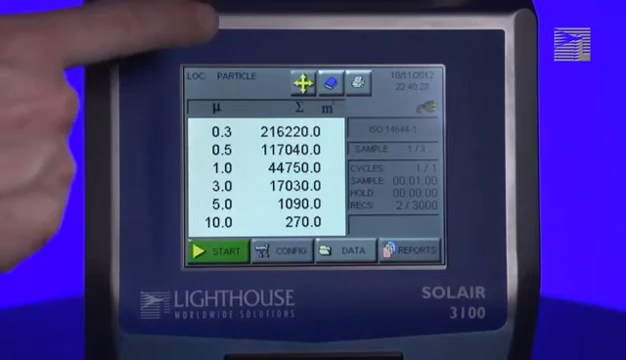 LOC: PARTICLE
10/11/2012
22:40:29
µ Σ m³
0.3 216220.0
0.5 117040.0
1.0 44750.0
3.0 17030.0
5.0 1090.0
10.0 270.0
ISO 14644-1
SAMPLE 1 / 3
CYCLES: 1 / 1
SAMPLE: 00:01:00
HOLD: 00:00:00
RECS: 2 / 3000
START CONFIG DATA REPORTS
LIGHTHOUSE
WORLDWIDE SOLUTIONS
SOLAIR
3100